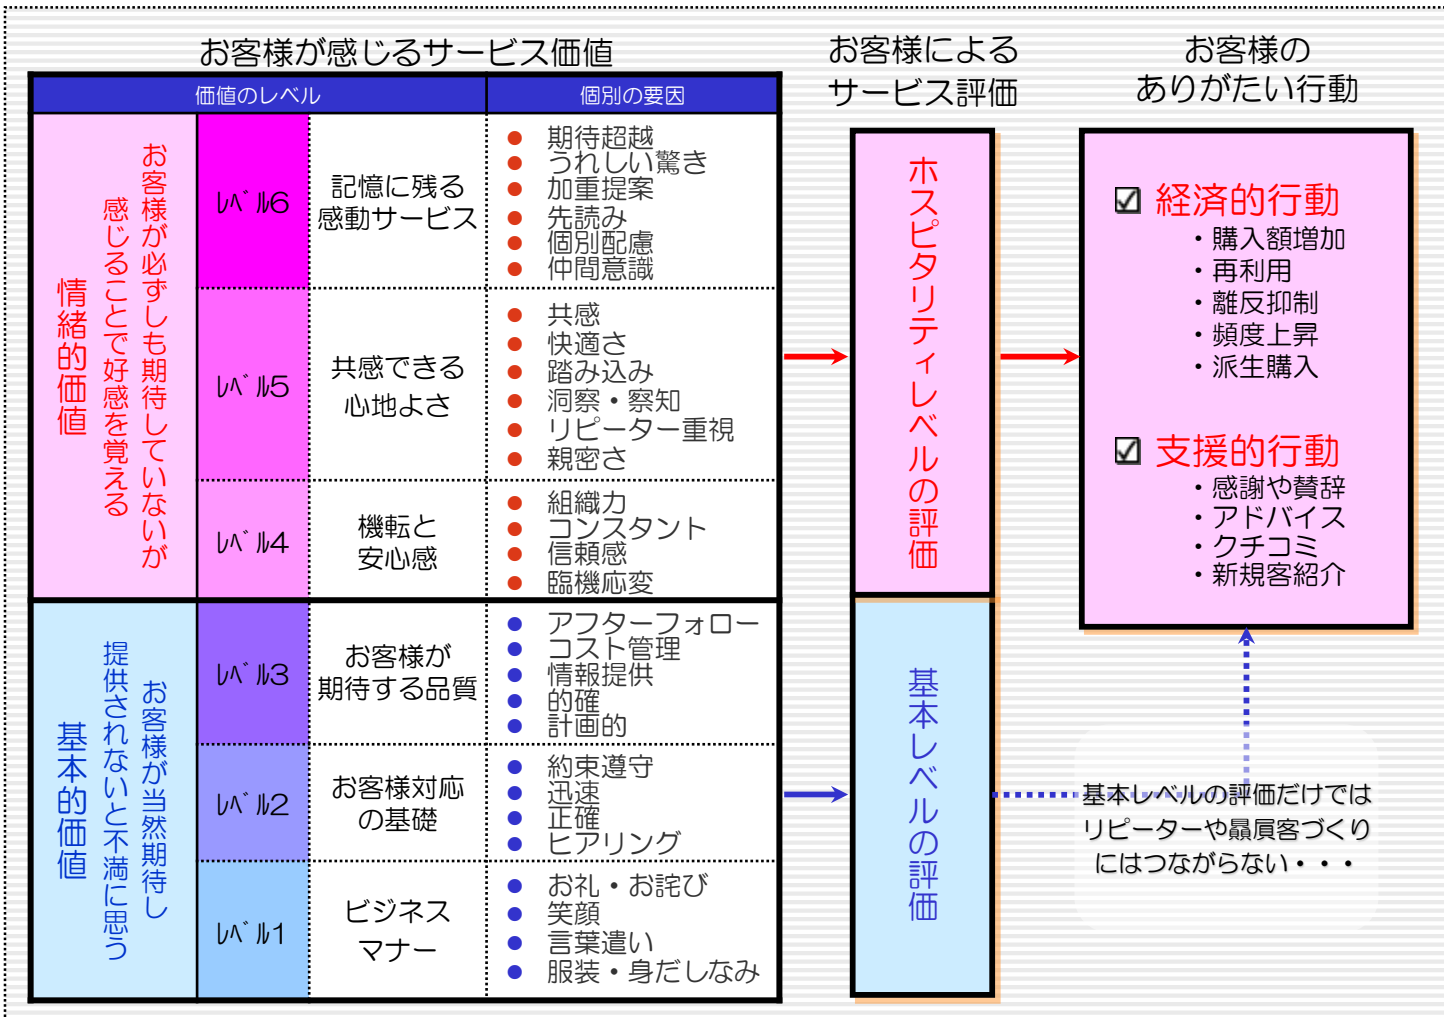 お客様が感じるサービス価値
お客様による
サービス評価
お客様の
ありがたい行動
価値のレベル
個別の要因
お客様が必ずしも期待していないが
感じることで好感を覚える
情緒的価値
ﾚﾍﾞﾙ6
記憶に残る
感動サービス
● 期待超越
● うれしい驚き
● 加重提案
● 先読み
● 個別配慮
● 仲間意識
ﾚﾍﾞﾙ5
共感できる
心地よさ
● 共感
● 快適さ
● 踏み込み
● 洞察・察知
● リピーター重視
● 親密さ
ﾚﾍﾞﾙ4
機転と
安心感
● 組織力
● コンスタント
● 信頼感
● 臨機応変
お客様が当然期待し
提供されないと不満に思う
基本的価値
ﾚﾍﾞﾙ3
お客様が
期待する品質
● アフターフォロー
● コスト管理
● 情報提供
● 的確
● 計画的
ﾚﾍﾞﾙ2
お客様対応
の基礎
● 約束遵守
● 迅速
● 正確
● ヒアリング
ﾚﾍﾞﾙ1
ビジネス
マナー
● お礼・お詫び
● 笑顔
● 言葉遣い
● 服装・身だしなみ
ホスピタリティレベルの評価
基本レベルの評価
☑ 経済的行動
・購入額増加
・再利用
・離反抑制
・頻度上昇
・派生購入
☑ 支援的行動
・感謝や賛辞
・アドバイス
・クチコミ
・新規客紹介
基本レベルの評価だけでは
リピーターや贔屓客づくり
にはつながらない・・・